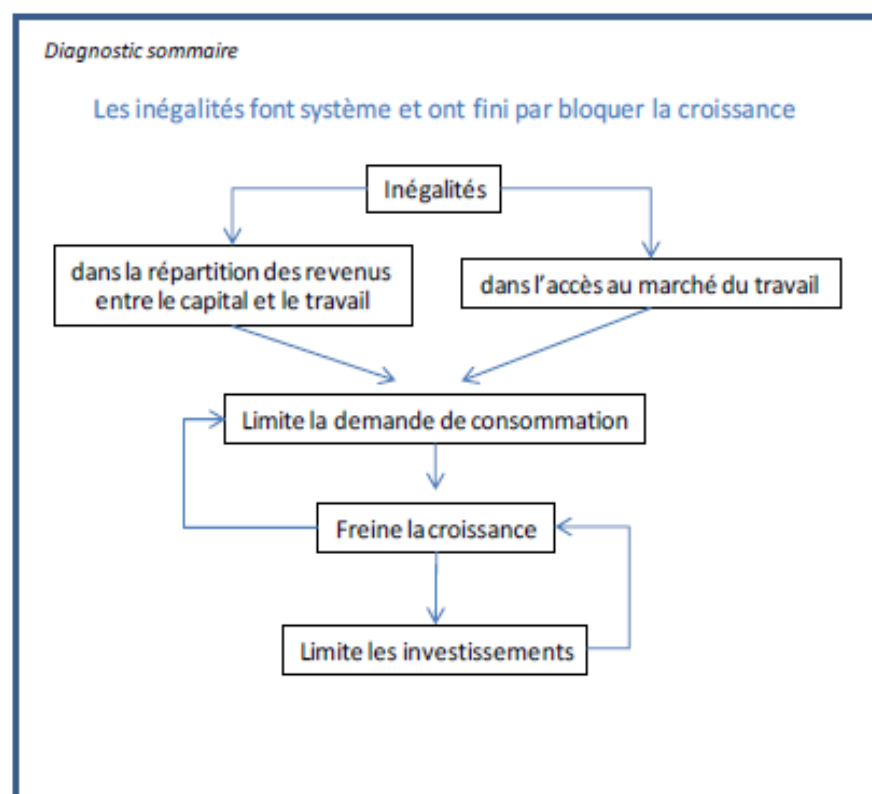 Diagnostic sommaire
Les inégalités font système et ont fini par bloquer la croissance
Inégalités
dans la répartition des revenus
entre le capital et le travail
dans l'accès au marché du travail
Limite la demande de consommation
Freine la croissance
Limite les investissements